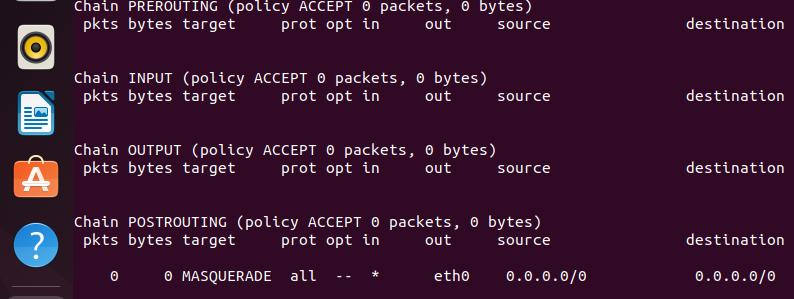 Chain PREROUTING (policy ACCEPT 0 packets, 0 bytes)
pkts bytes target prot opt in out source destination
Chain INPUT (policy ACCEPT 0 packets, 0 bytes)
pkts bytes target prot opt in out source destination
Chain OUTPUT (policy ACCEPT 0 packets, 0 bytes)
pkts bytes target prot opt in out source destination
Chain POSTROUTING (policy ACCEPT 0 packets, 0 bytes)
pkts bytes target prot opt in out source destination
0 0 MASQUERADE all -- * eth0 0.0.0.0/0 0.0.0.0/0